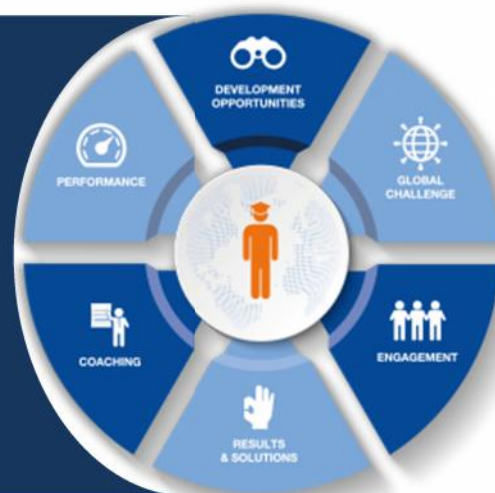 DEVELOPMENT
OPPORTUNITIES
PERFORMANCE
GLOBAL
CHALLENGE
COACHING
ENGAGEMENT
RESULTS
& SOLUTIONS